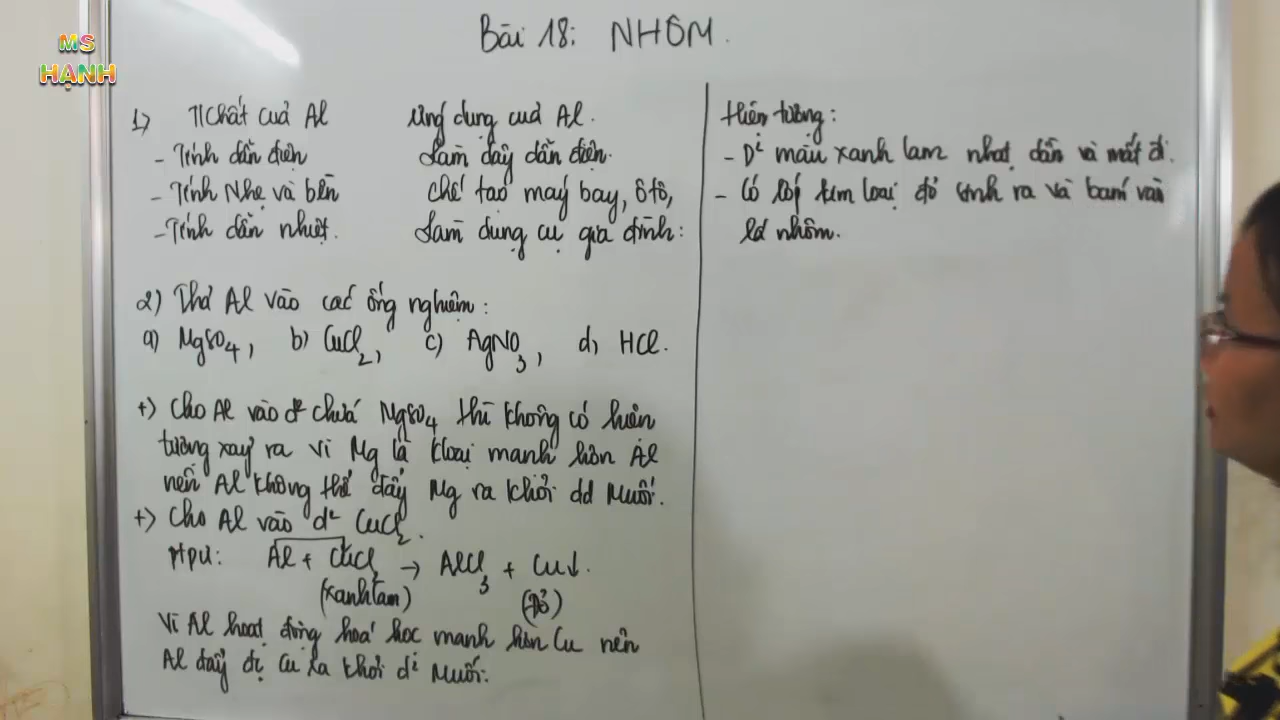 MS
HẠNH
Bài 18: NHÔM.
1) T/Chất của Al
Ứng dụng của Al.
- Tính dẫn điện
Làm dây dẫn điện.
- Tính Nhẹ và bền
Chế tạo máy bay, ôtô,
- Tính dẫn nhiệt.
Làm dụng cụ gia đình:
2) Thả Al vào các ống nghiệm:
a) MgSO4, b) CuCl2, c) AgNO3, d, HCl.
+) Cho Al vào d² chứa MgSO4 thì không có hiện
tượng xảy ra vì Mg là kloại mạnh hơn Al
nên Al không thể đẩy Mg ra khỏi dd Muối.
+) Cho Al vào d² CuCl2.
Al + CuCl2 → AlCl3 + Cu↓.
(xanh lam) (Đỏ)
Vì Al hoạt động hoá học mạnh hơn Cu nên
Al đẩy đc Cu ra khỏi d² Muối.
Hiện tượng:
- D² màu xanh lam nhạt dần và mất đi.
- Có lớp kim loại đỏ sinh ra và bám vào
lá nhôm.